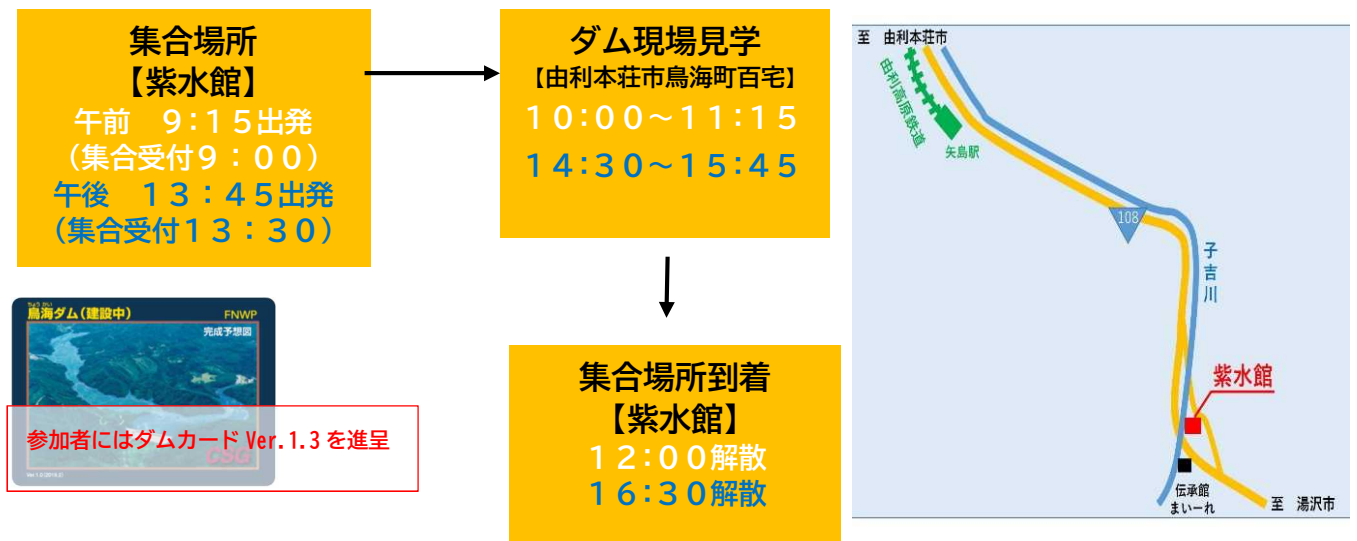 集合場所
【紫水館】
午前　9：15出発
（集合受付9：00）
午後　13：45出発
（集合受付13：30）
ダム現場見学
【由利本荘市鳥海町百宅】
10：00～11：15
14：30～15：45
集合場所到着
【紫水館】
12：00解散
16：30解散
ちょうかい
鳥海ダム（建設中）　FNWP
完成予想図
参加者にはダムカード Ver.1.3 を進呈
CSG
至　由利本荘市
由利高原鉄道
矢島駅
108
子吉川
紫水館
伝承館
まいーれ
至　湯沢市